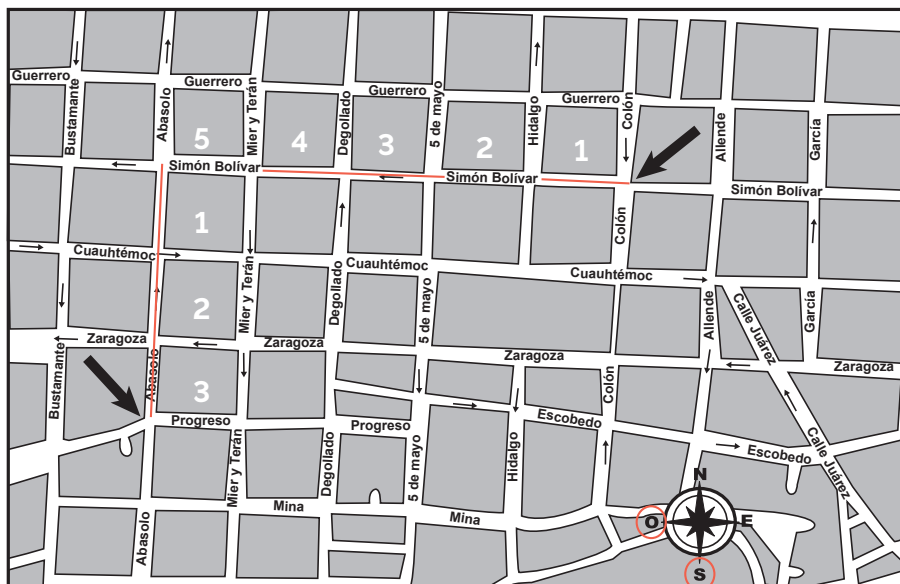 Guerrero
Guerrero
Guerrero
Guerrero
Bustamante
Abasolo
Mier y Terán
Degollado
5 de mayo
Hidalgo
Colón
Allende
García
5
4
3
2
1
Simón Bolívar
Simón Bolívar
Simón Bolívar
1
Colón
Cuauhtémoc
Cuauhtémoc
Cuauhtémoc
Mier y Terán
Degollado
5 de mayo
Allende
Calle Juárez
García
2
Zaragoza
Zaragoza
Zaragoza
Zaragoza
Bustamante
Abasolo
3
Colón
Progreso
Progreso
Escobedo
Escobedo
Calle Juárez
Mier y Terán
Degollado
5 de mayo
Hidalgo
Abasolo
Mina
Mina
N
O
E
S